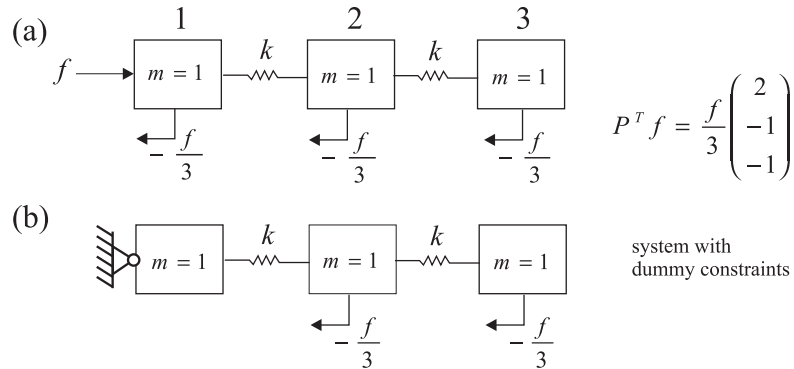 1 2 3
(a)
f m = 1 k m = 1 k m = 1
− f/3 − f/3 − f/3
P^T f = f/3 (2 −1 −1)
(b)
m = 1 k m = 1 k m = 1
− f/3 − f/3
system with
dummy constraints